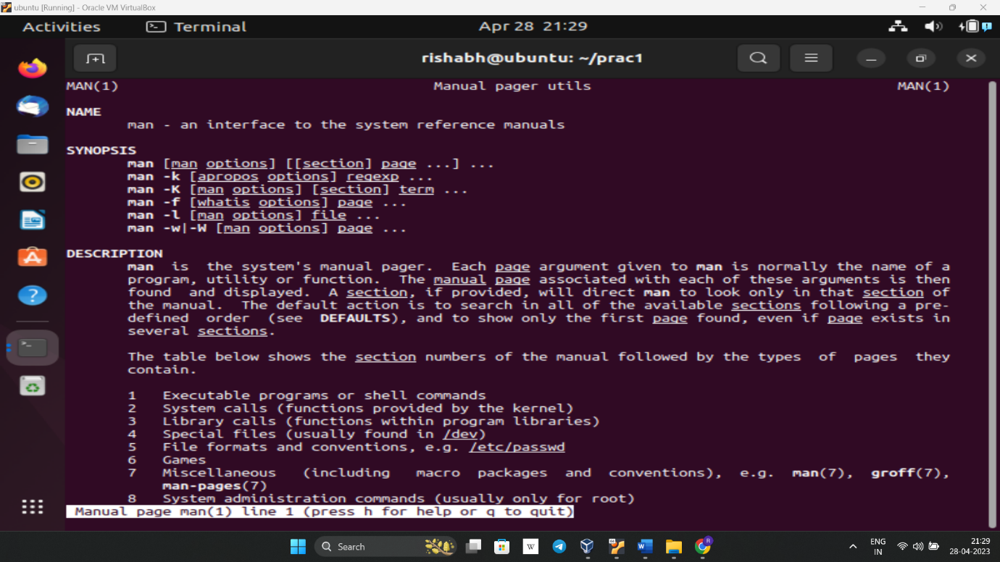 ubuntu [Running] - Oracle VM VirtualBox
Activities Terminal Apr 28 21:29
rishabh@ubuntu: ~/prac1
MAN(1) Manual pager utils MAN(1)
NAME
man - an interface to the system reference manuals
SYNOPSIS
man [man options] [[section] page ...] ...
man -k [apropos options] regexp ...
man -K [man options] [section] term ...
man -f [whatis options] page ...
man -l [man options] file ...
man -w|-W [man options] page ...
DESCRIPTION
man is the system's manual pager. Each page argument given to man is normally the name of a
program, utility or function. The manual page associated with each of these arguments is then
found and displayed. A section, if provided, will direct man to look only in that section of
the manual. The default action is to search in all of the available sections following a pre-
defined order (see DEFAULTS), and to show only the first page found, even if page exists in
several sections.
The table below shows the section numbers of the manual followed by the types of pages they
contain.
1 Executable programs or shell commands
2 System calls (functions provided by the kernel)
3 Library calls (functions within program libraries)
4 Special files (usually found in /dev)
5 File formats and conventions, e.g. /etc/passwd
6 Games
7 Miscellaneous (including macro packages and conventions), e.g. man(7), groff(7),
man-pages(7)
8 System administration commands (usually only for root)
Manual page man(1) line 1 (press h for help or q to quit)
Search
W
R
ENG
IN
21:29
28-04-2023